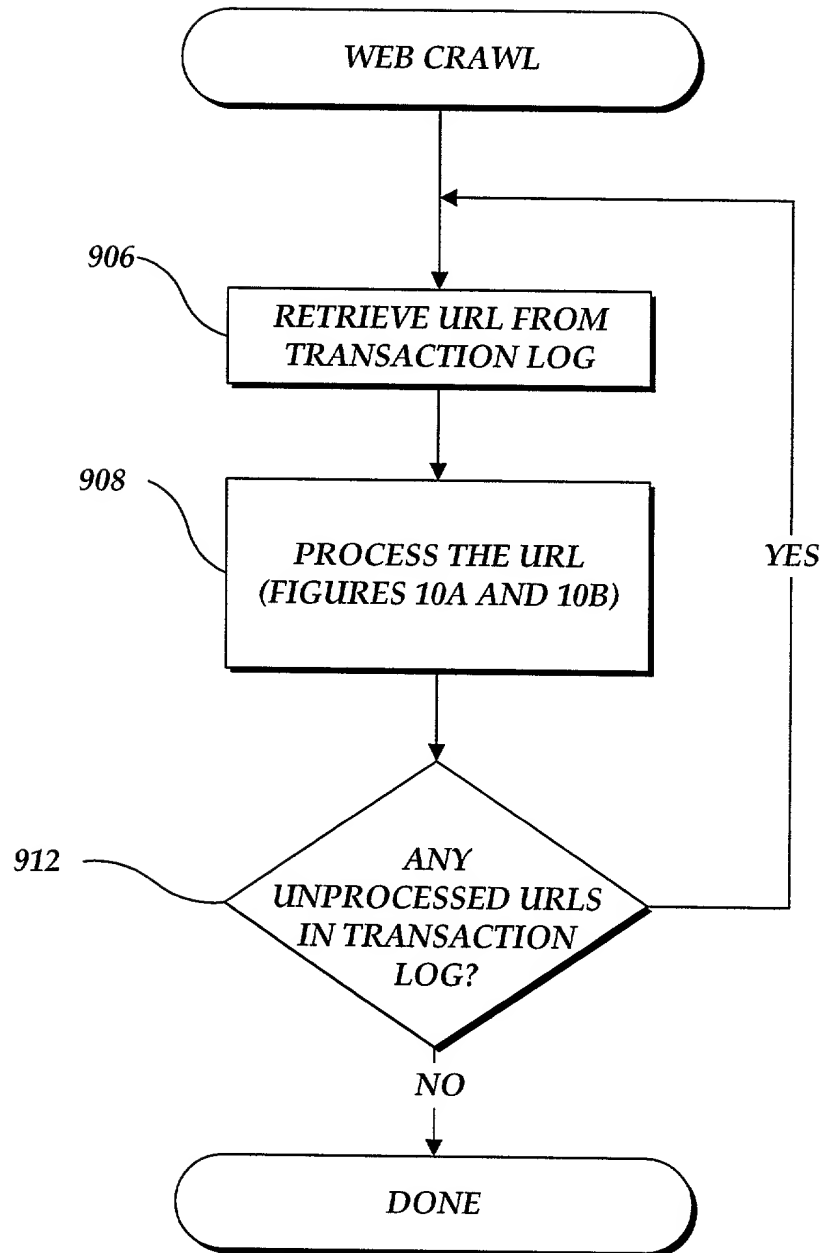 WEB CRAWL
906
RETRIEVE URL FROM
TRANSACTION LOG
908
PROCESS THE URL
(FIGURES 10A AND 10B)
YES
912
ANY
UNPROCESSED URLS
IN TRANSACTION
LOG?
NO
DONE